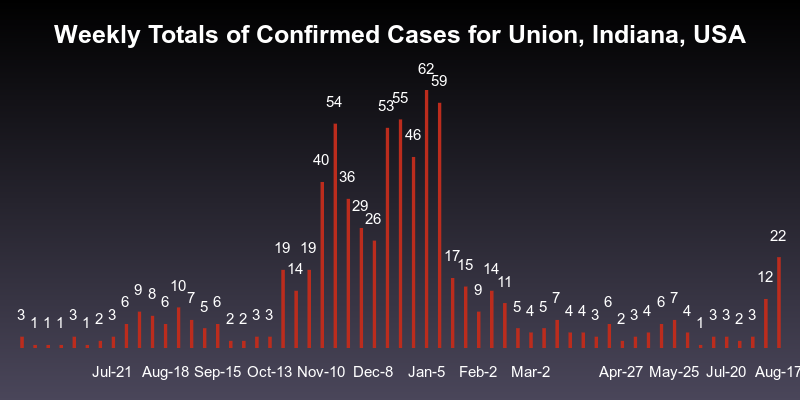 Weekly Totals of Confirmed Cases for Union, Indiana, USA
3 1 1 1 3 1 2 3 6 9 8 6 10 7 5 6 2 2 3 3 19 14 19 40 54 36 29 26 53 55 46 62 59 17 15 9 14 11 5 4 5 7 4 4 3 6 2 3 4 6 7 4 1 3 3 2 3 12 22
Jul-21 Aug-18 Sep-15 Oct-13 Nov-10 Dec-8 Jan-5 Feb-2 Mar-2 Apr-27 May-25 Jul-20 Aug-17